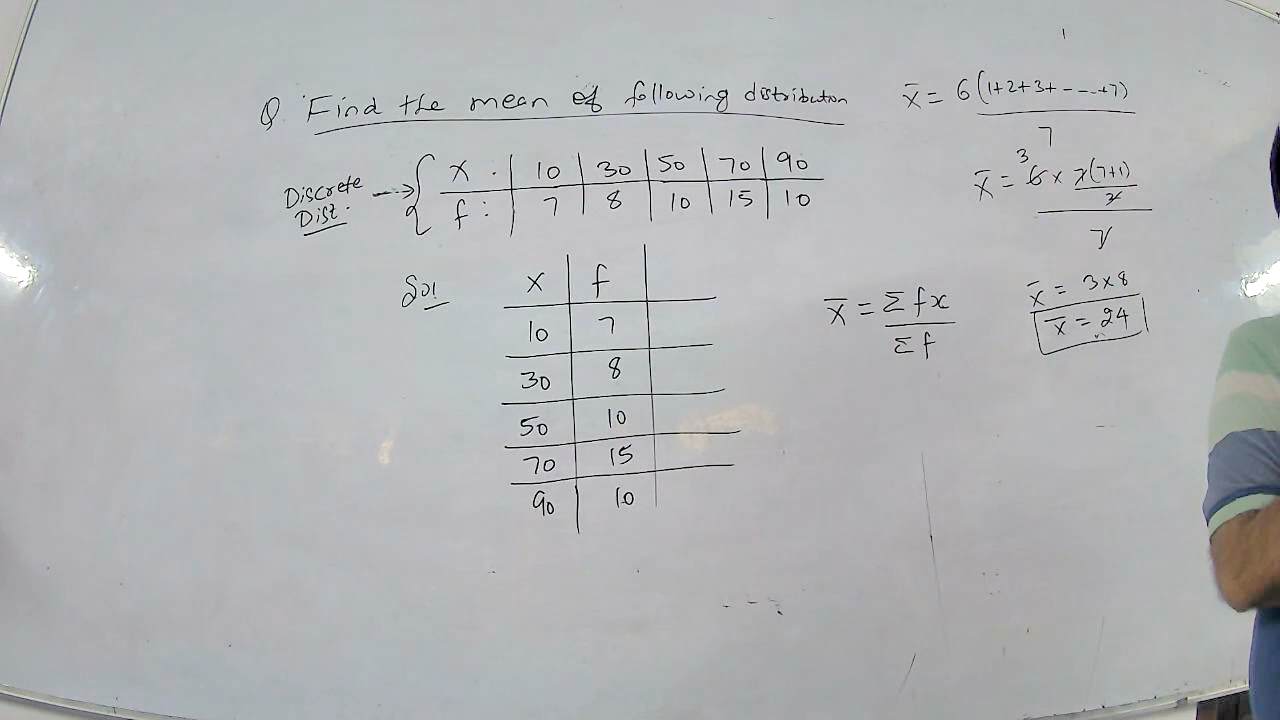 Q. Find the mean of following distribution
Discrete Dist. → { x : | 10 | 30 | 50 | 70 | 90
f : | 7 | 8 | 10 | 15 | 10
Sol
x | f
10 | 7
30 | 8
50 | 10
70 | 15
90 | 10
x̄ = Σfx / Σf
x̄ = 6(1+2+3+-----+7) / 7
x̄ = 6 3 × 7(7+1) / 2 / 7
x̄ = 3×8
x̄ = 24